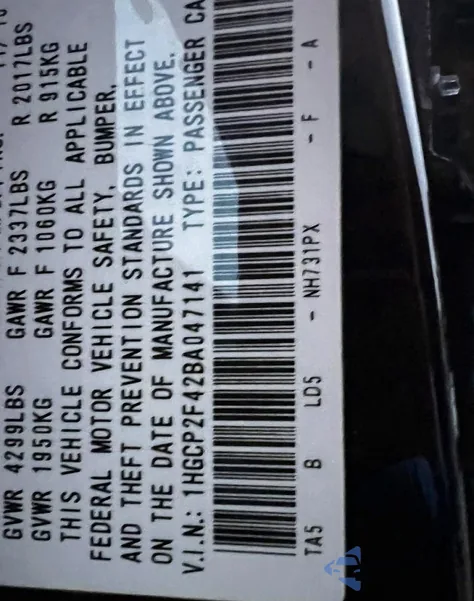 GVWR 4299LBS GAWR F 2337LBS R 2017LBS
GVWR 1950KG GAWR F 1060KG R 915KG
THIS VEHICLE CONFORMS TO ALL APPLICABLE
FEDERAL MOTOR VEHICLE SAFETY, BUMPER,
AND THEFT PREVENTION STANDARDS IN EFFECT
ON THE DATE OF MANUFACTURE SHOWN ABOVE.
V.I.N.: 1HGCP2F42BA047141 TYPE: PASSENGER CA
TA5 B LD5 - NH731PX - F - A